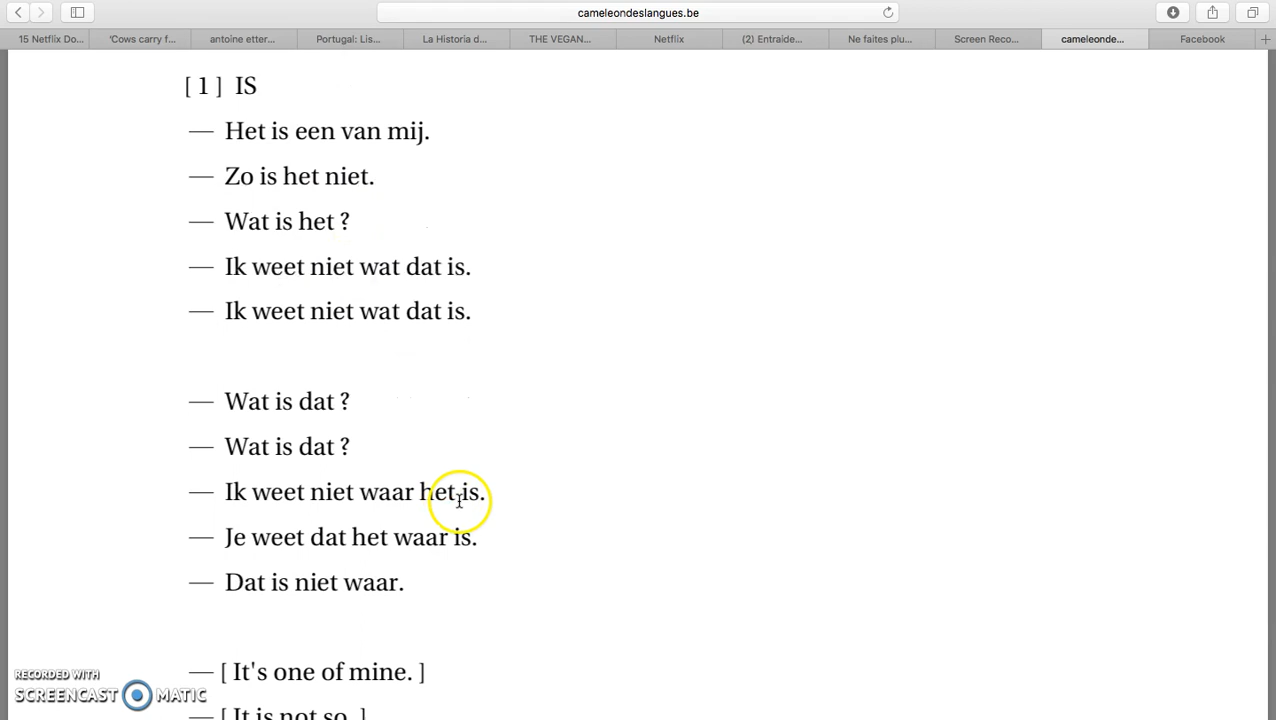 cameleondeslangues.be
15 Netflix Do... 'Cows carry f... antoine etter... Portugal: Lis... La Historia d... THE VEGAN... Netflix (2) Entraide... Ne faites plu... Screen Reco... cameleonde... Facebook
[ 1 ] IS
— Het is een van mij.
— Zo is het niet.
— Wat is het ?
— Ik weet niet wat dat is.
— Ik weet niet wat dat is.
— Wat is dat ?
— Wat is dat ?
— Ik weet niet waar het is.
— Je weet dat het waar is.
— Dat is niet waar.
— [ It's one of mine. ]
— [ It is not so. ]
RECORDED WITH
SCREENCAST MATIC